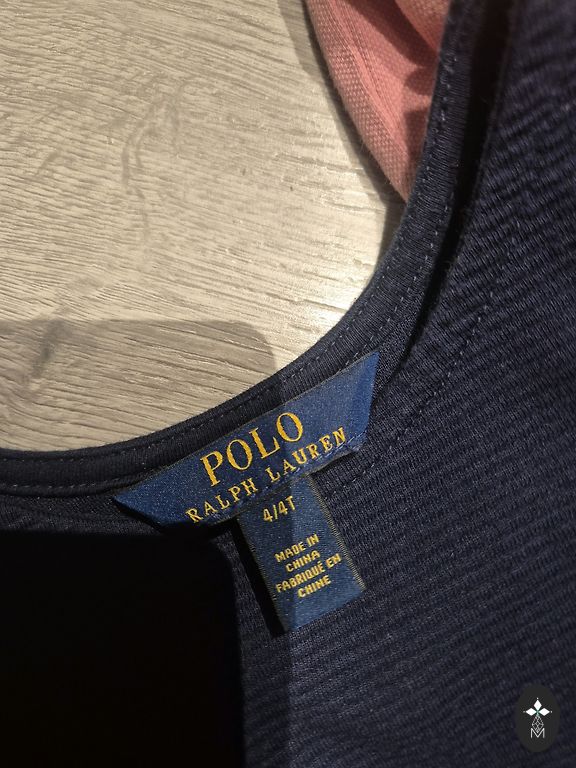 POLO
RALPH LAUREN
4/4T
MADE IN
CHINA
FABRIQUÉ EN
CHINE
M